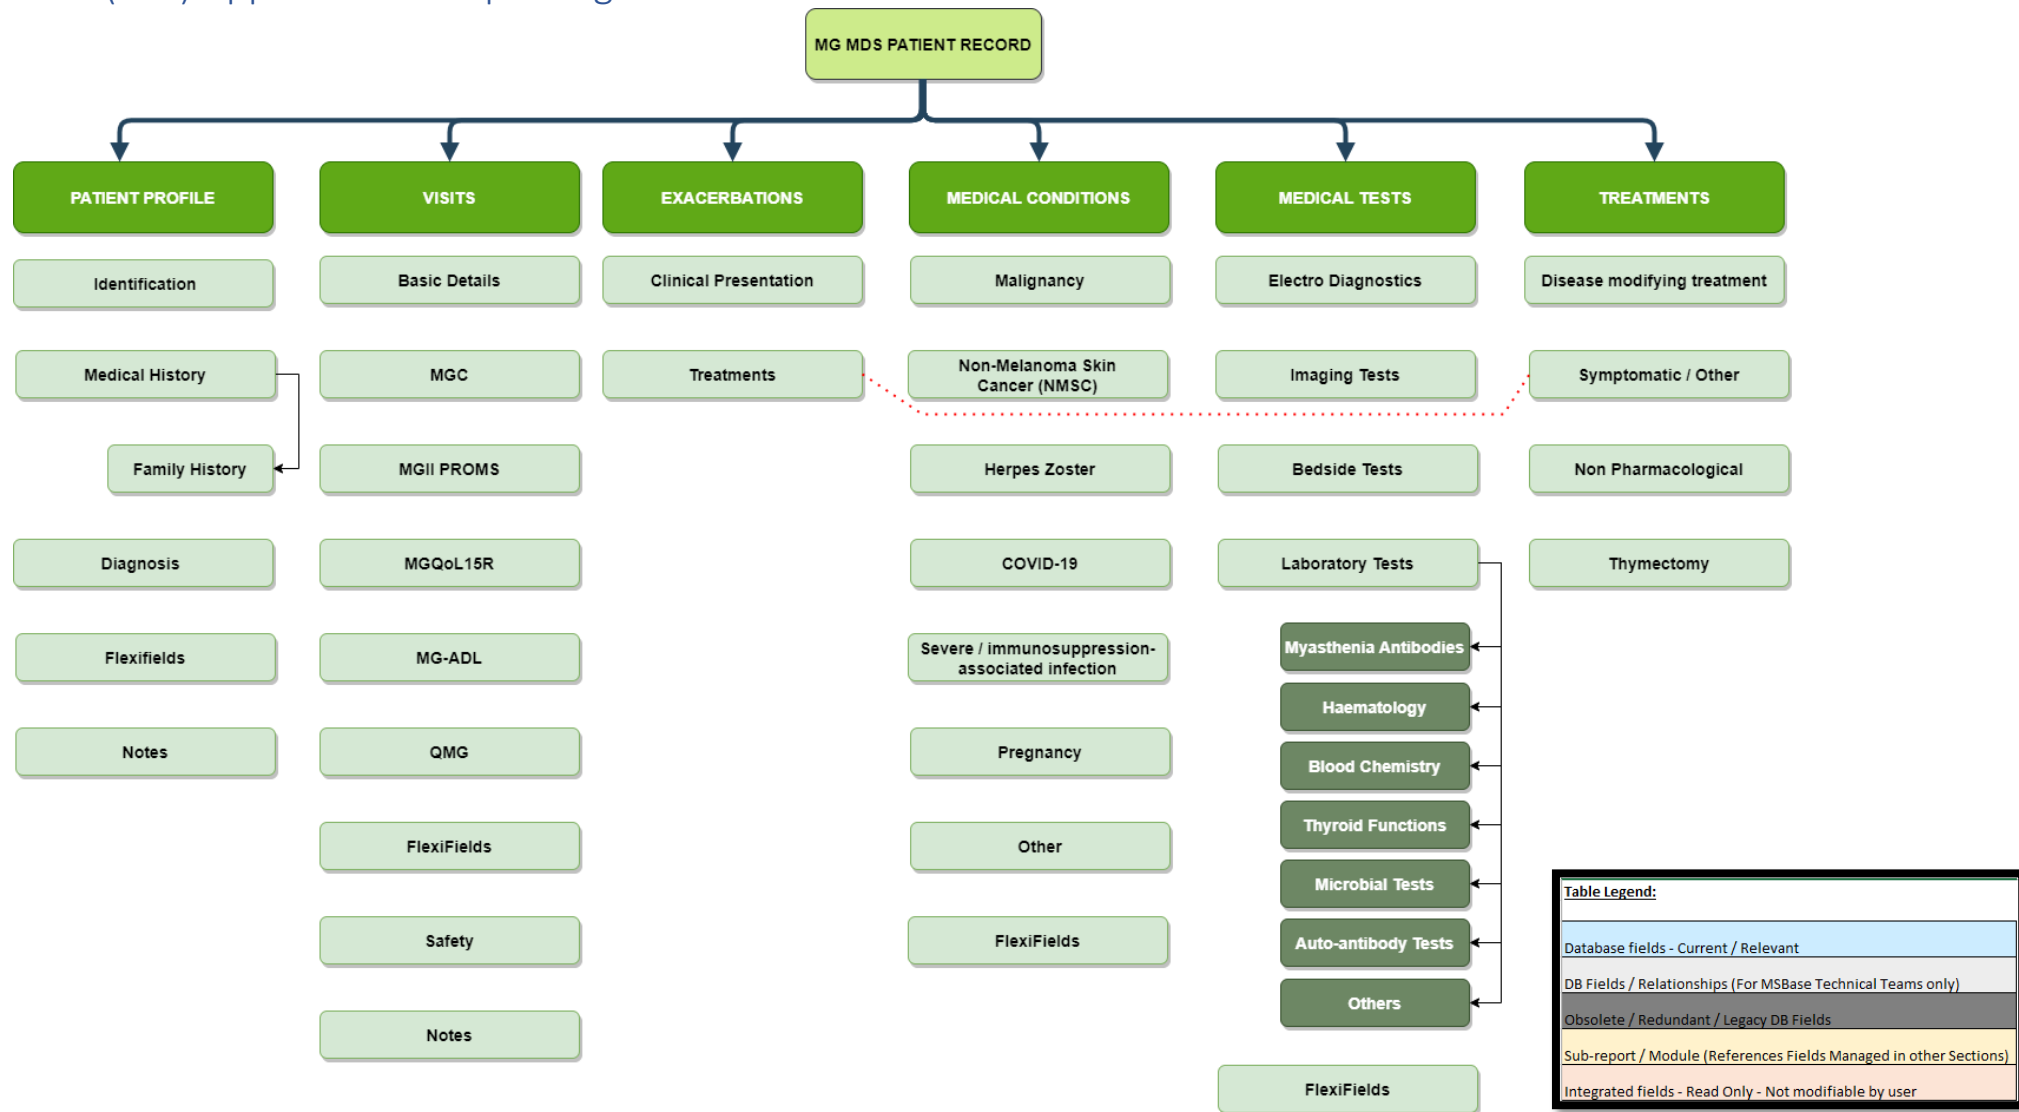 MG MDS PATIENT RECORD
PATIENT PROFILE
Identification
Medical History
Family History
Diagnosis
Flexifields
Notes
VISITS
Basic Details
MGC
MGII PROMS
MGQoL15R
MG-ADL
QMG
FlexiFields
Safety
Notes
EXACERBATIONS
Clinical Presentation
Treatments
MEDICAL CONDITIONS
Malignancy
Non-Melanoma Skin
Cancer (NMSC)
Herpes Zoster
COVID-19
Severe / immunosuppression-
associated infection
Pregnancy
Other
FlexiFields
MEDICAL TESTS
Electro Diagnostics
Imaging Tests
Bedside Tests
Laboratory Tests
Myasthenia Antibodies
Haematology
Blood Chemistry
Thyroid Functions
Microbial Tests
Auto-antibody Tests
Others
FlexiFields
TREATMENTS
Disease modifying treatment
Symptomatic / Other
Non Pharmacological
Thymectomy
Table Legend:
Database fields - Current / Relevant
DB Fields / Relationships (For MSBase Technical Teams only)
Obsolete / Redundant / Legacy DB Fields
Sub-report / Module (References Fields Managed in other Sections)
Integrated fields - Read Only - Not modifiable by user